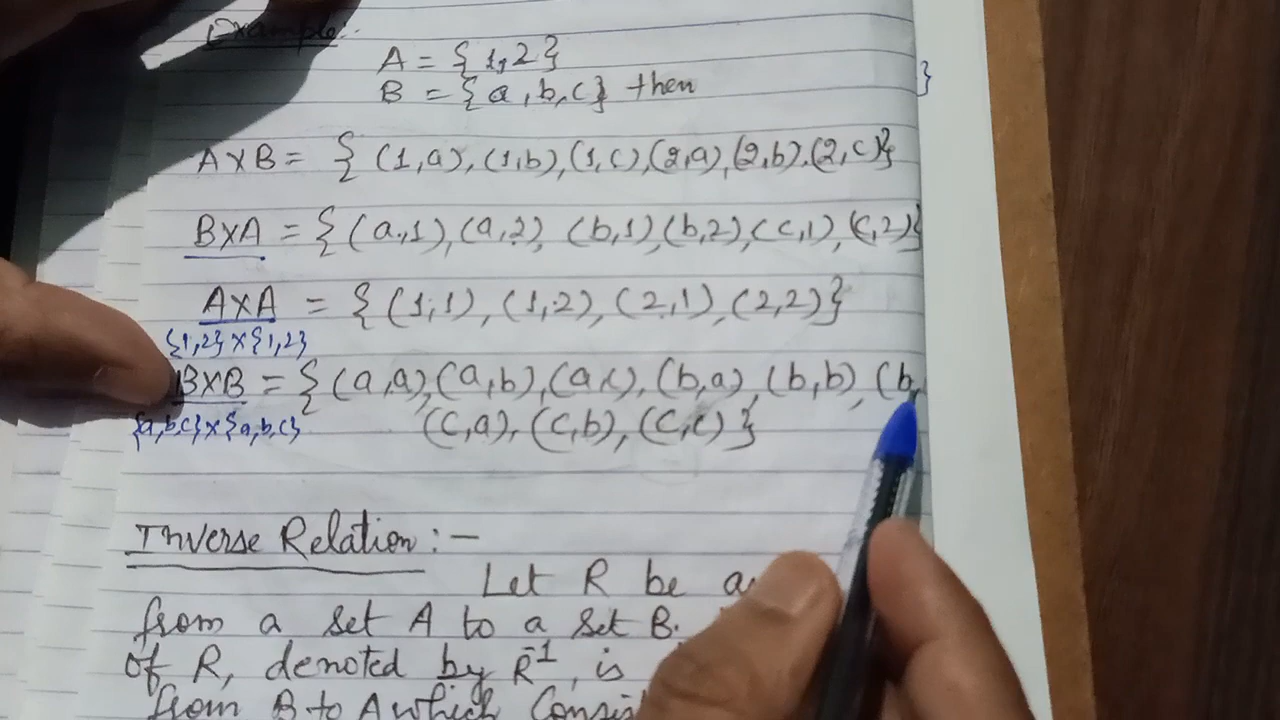 Example:
A = {1,2}
B = {a,b,c} then
}
A×B = {(1,a),(1,b),(1,c),(2,a),(2,b),(2,c)}
B×A = {(a,1),(a,2),(b,1),(b,2),(c,1),(c,2)}
A×A = {(1,1),(1,2),(2,1),(2,2)}
{1,2}×{1,2}
B×B = {(a,a),(a,b),(a,c),(b,a),(b,b),(b,
{a,b,c}×{a,b,c} (c,a),(c,b),(c,c)}
Inverse Relation :-
Let R be
from a set A to a set B.
of R, denoted by R⁻¹, is
from B to A which